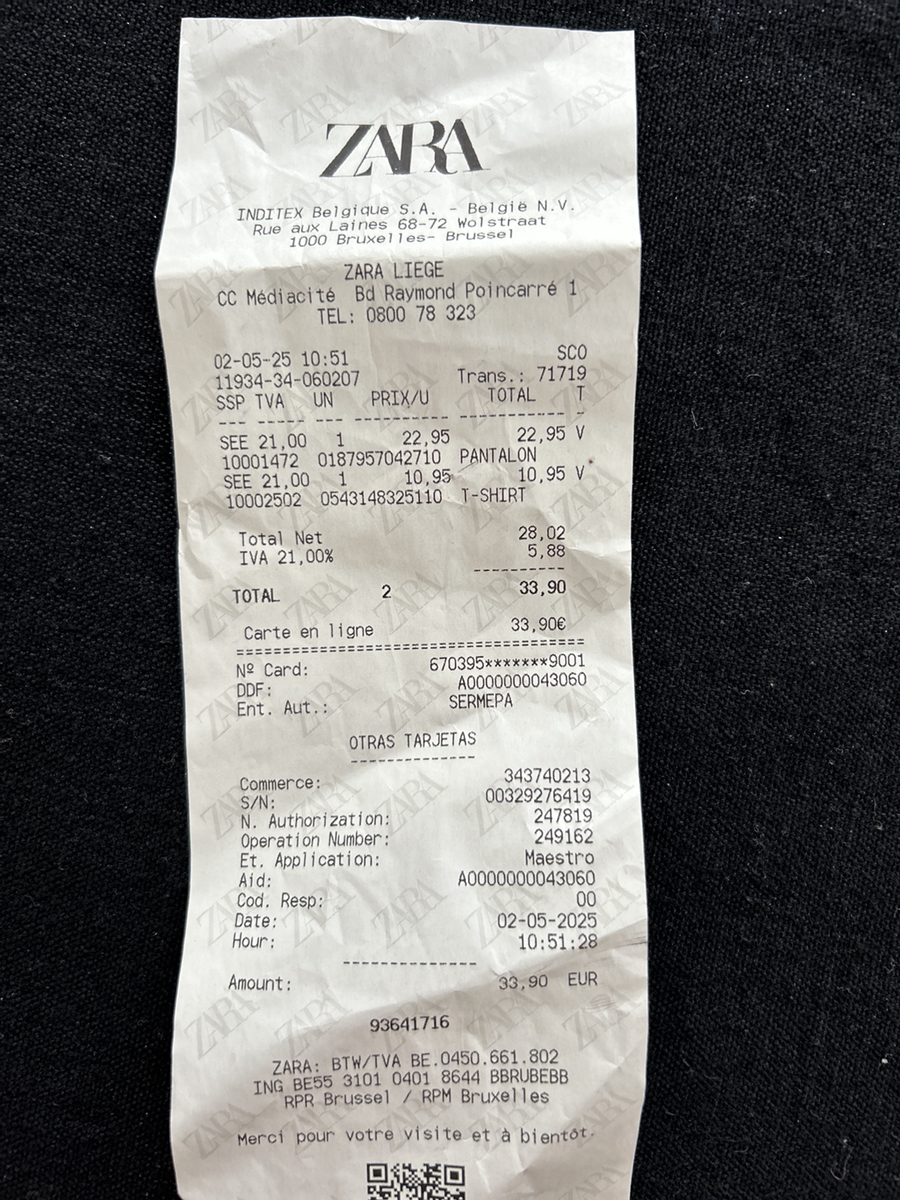 ZARA
INDITEX Belgique S.A. - België N.V.
Rue aux Laines 68-72 Wolstraat
1000 Bruxelles- Brussel
ZARA LIEGE
CC Médiacité Bd Raymond Poincarré 1
TEL: 0800 78 323
02-05-25 10:51 SCO
11934-34-060207 Trans.: 71719
SSP TVA UN PRIX/U TOTAL T
--- ----- --- ---------- ----------- -
SEE 21,00 1 22,95 22,95 V
10001472 0187957042710 PANTALON
SEE 21,00 1 10,95 10,95 V
10002502 0543148325110 T-SHIRT
Total Net 28,02
IVA 21,00% 5,88
----------
TOTAL 2 33,90
Carte en ligne 33,90€
==========================================
Nº Card: 670395*******9001
DDF: A0000000043060
Ent. Aut.: SERMEPA
OTRAS TARJETAS
--------------
Commerce: 343740213
S/N: 00329276419
N. Authorization: 247819
Operation Number: 249162
Et. Application: Maestro
Aid: A0000000043060
Cod. Resp: 00
Date: 02-05-2025
Hour: 10:51:28
--------------
Amount: 33,90 EUR
93641716
ZARA: BTW/TVA BE.0450.661.802
ING BE55 3101 0401 8644 BBRUBEBB
RPR Brussel / RPM Bruxelles
Merci pour votre visite et à bientôt.